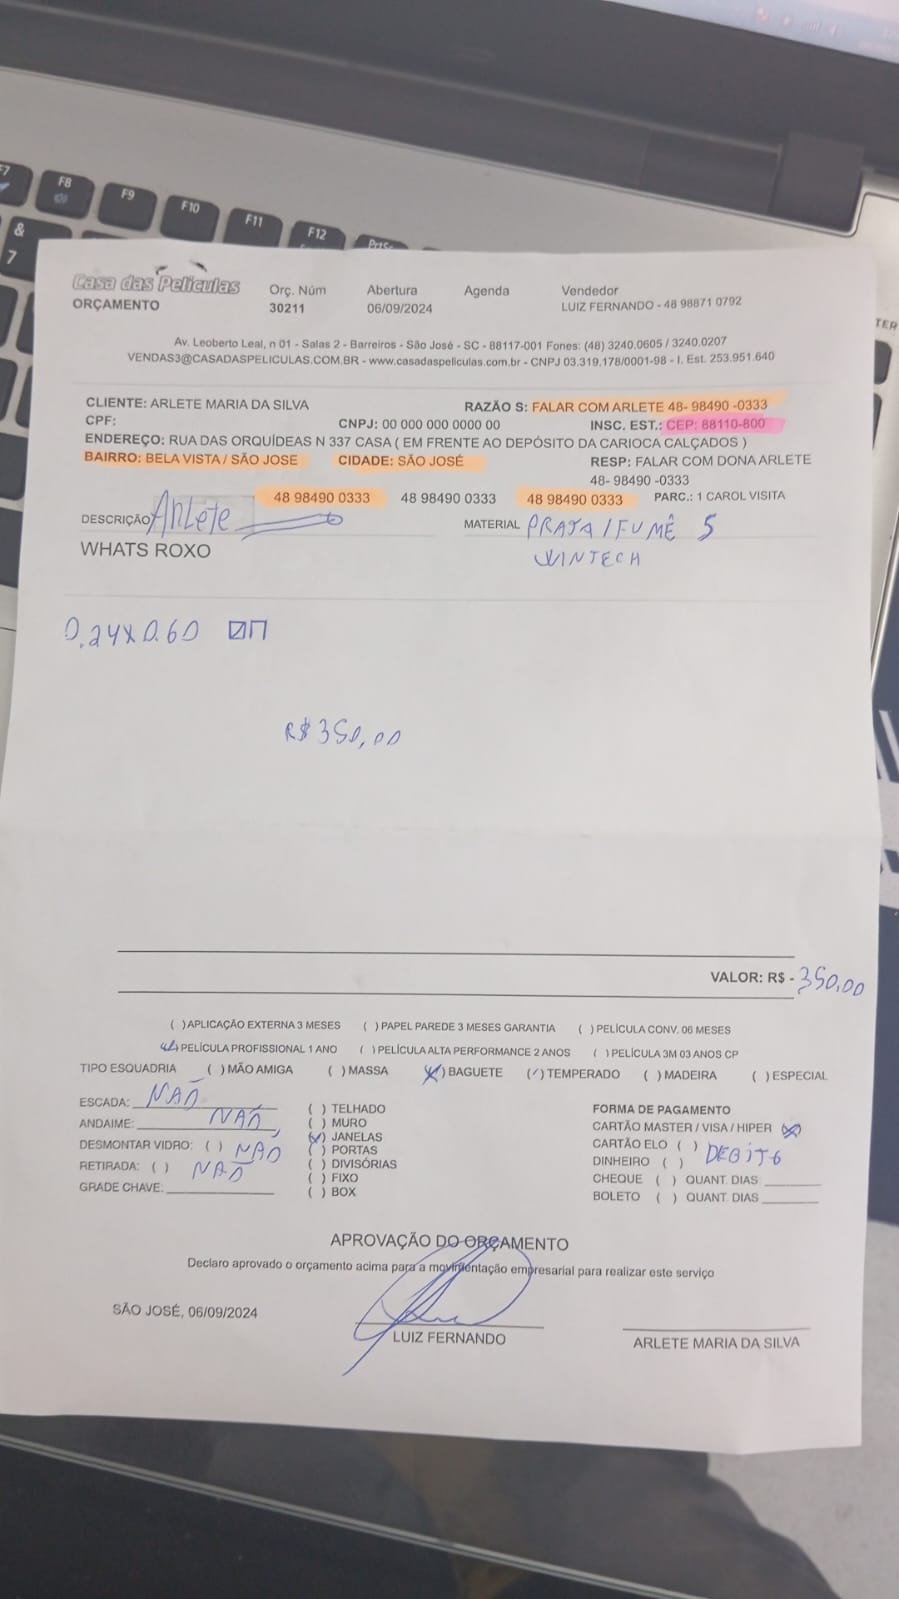 F7 F8 F9 F10 F11 F12 PrtSc
&
7
Casa das Películas Orç. Núm Abertura Agenda Vendedor
ORÇAMENTO 30211 06/09/2024 LUIZ FERNANDO - 48 98871 0792
Av. Leoberto Leal, n 01 - Salas 2 - Barreiros - São José - SC - 88117-001 Fones: (48) 3240.0605 / 3240.0207
VENDAS3@CASADASPELICULAS.COM.BR - www.casadaspeliculas.com.br - CNPJ 03.319.178/0001-98 - I. Est. 253.951.640
CLIENTE: ARLETE MARIA DA SILVA RAZÃO S: FALAR COM ARLETE 48- 98490 -0333
CPF: CNPJ: 00 000 000 0000 00 INSC. EST.: CEP: 88110-800
ENDEREÇO: RUA DAS ORQUÍDEAS N 337 CASA ( EM FRENTE AO DEPÓSITO DA CARIOCA CALÇADOS )
BAIRRO: BELA VISTA / SÃO JOSE CIDADE: SÃO JOSÉ RESP: FALAR COM DONA ARLETE
48- 98490 -0333
48 98490 0333 48 98490 0333 48 98490 0333 PARC.: 1 CAROL VISITA
DESCRIÇÃO Arlete MATERIAL PRATA/FUMÊ 5
WHATS ROXO WINTECH
0.24x0.60
R$350,00
VALOR: R$ - 350,00
( )APLICAÇÃO EXTERNA 3 MESES ( )PAPEL PAREDE 3 MESES GARANTIA ( )PELÍCULA CONV. 06 MESES
PELÍCULA PROFISSIONAL 1 ANO ( )PELÍCULA ALTA PERFORMANCE 2 ANOS ( )PELÍCULA 3M 03 ANOS CP
TIPO ESQUADRIA ( )MÃO AMIGA ( )MASSA (X)BAGUETE (/)TEMPERADO ( )MADEIRA ( )ESPECIAL
ESCADA: NÃO
ANDAIME: NÃO
DESMONTAR VIDRO: ( ) NÃO
RETIRADA: ( ) NÃO
GRADE CHAVE:
( ) TELHADO
( ) MURO
(X) JANELAS
( ) PORTAS
( ) DIVISÓRIAS
( ) FIXO
( ) BOX
FORMA DE PAGAMENTO
CARTÃO MASTER / VISA / HIPER (X)
CARTÃO ELO ( ) DEBITO
DINHEIRO ( )
CHEQUE ( ) QUANT. DIAS
BOLETO ( ) QUANT. DIAS
APROVAÇÃO DO ORÇAMENTO
Declaro aprovado o orçamento acima para a movimentação empresarial para realizar este serviço
SÃO JOSÉ, 06/09/2024
LUIZ FERNANDO ARLETE MARIA DA SILVA